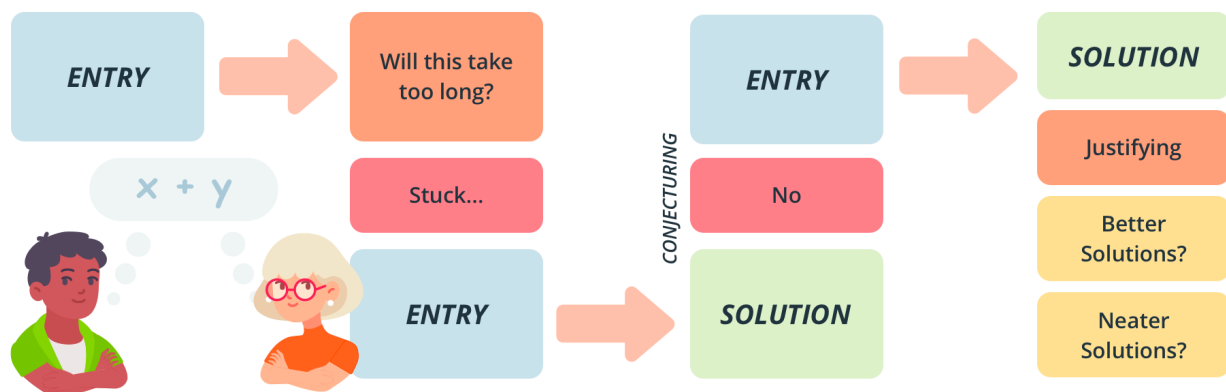 ENTRY
Will this take
too long?
Stuck...
ENTRY
x + y
CONJECTURING
ENTRY
No
SOLUTION
SOLUTION
Justifying
Better
Solutions?
Neater
Solutions?